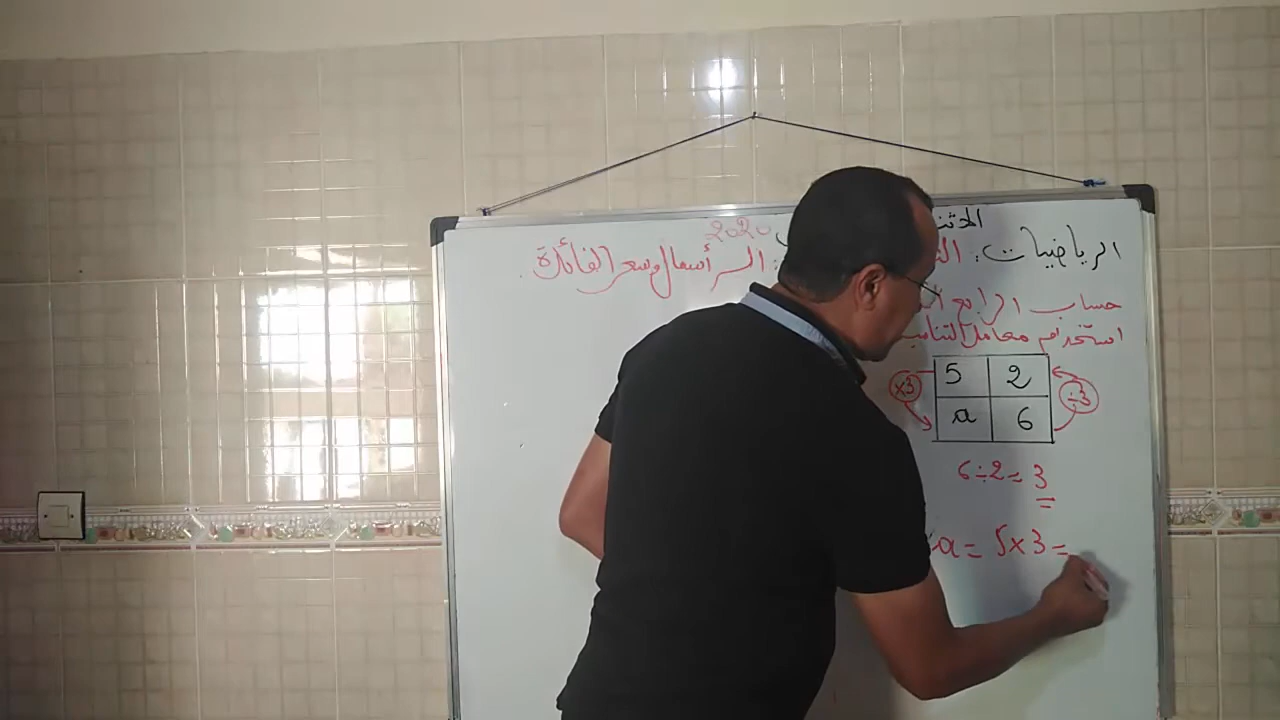 2020
الرياضيات: : الرأسمال وسعر الفائدة
حساب الرابع
استخدام معامل التناسب
5 2
×3 ÷3
a 6
6÷2= 3
a = 5×3=